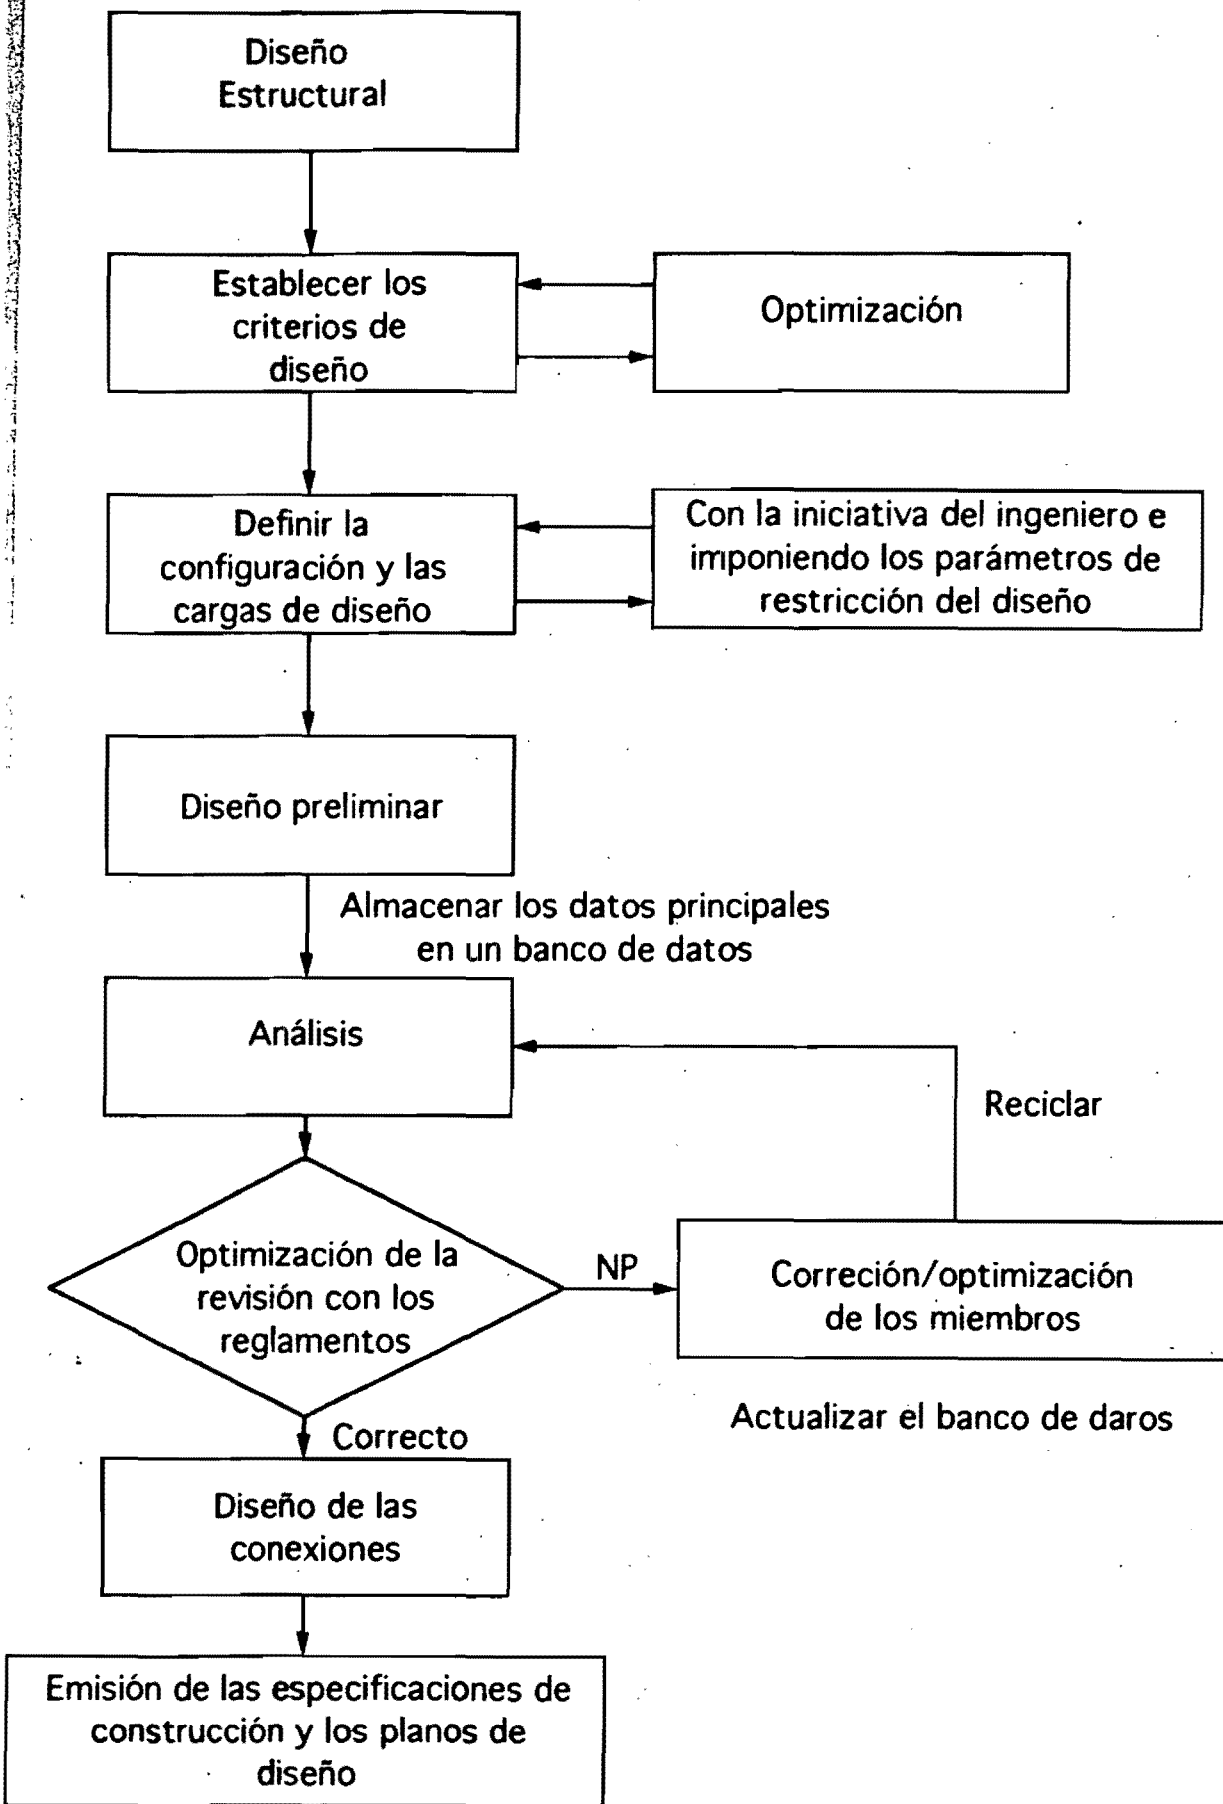 Diseño
Estructural
Establecer los
criterios de
diseño
Optimización
Definir la
configuración y las
cargas de diseño
Con la iniciativa del ingeniero e
imponiendo los parámetros de
restricción del diseño
Diseño preliminar
Almacenar los datos principales
en un banco de datos
Análisis
Reciclar
Optimización de la
revisión con los
reglamentos
NP
Correción/optimización
de los miembros
Actualizar el banco de daros
Correcto
Diseño de las
conexiones
Emisión de las especificaciones de
construcción y los planos de
diseño